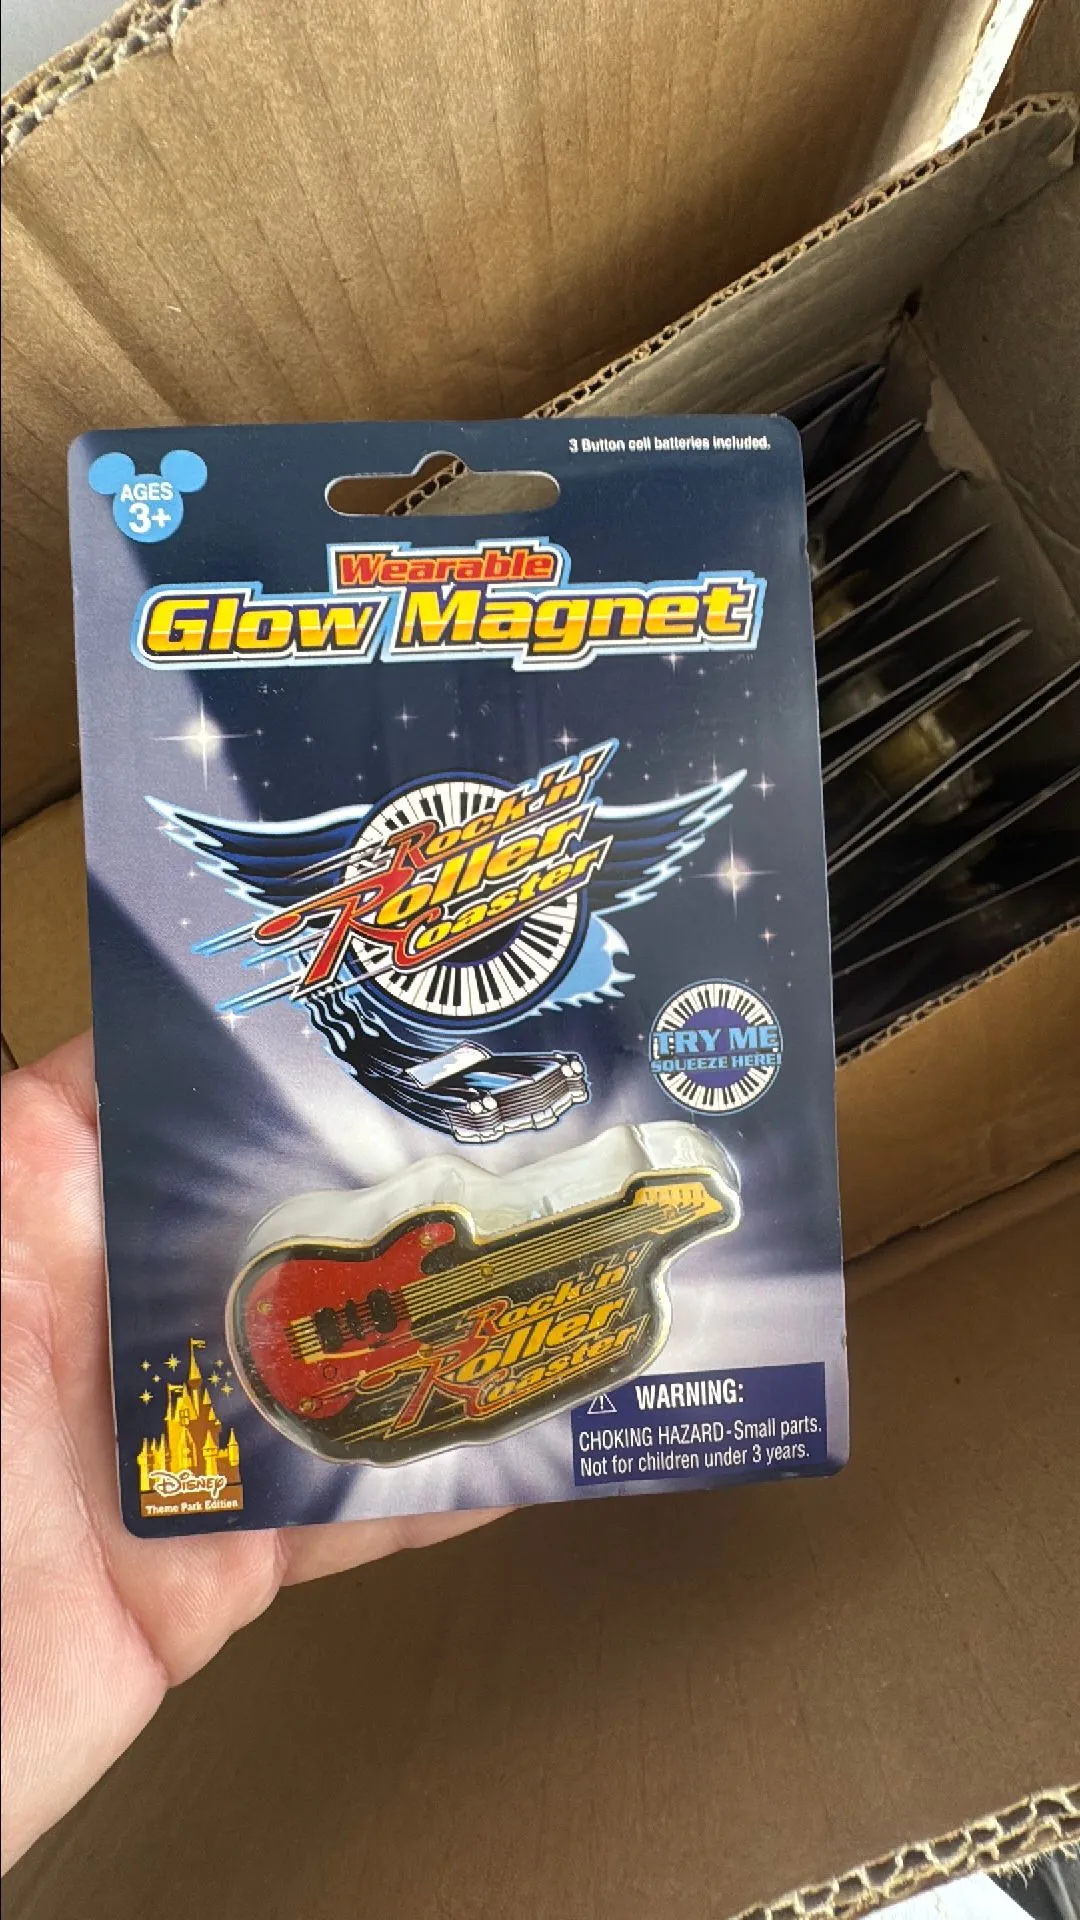 3 Button cell batteries included.
AGES
3+
Wearable
Glow Magnet
Rock 'n'
Roller
Coaster
TRY ME
SQUEEZE HERE!
Rock 'n'
Roller
Coaster
WARNING:
CHOKING HAZARD - Small parts.
Not for children under 3 years.
Disney
Theme Park Edition